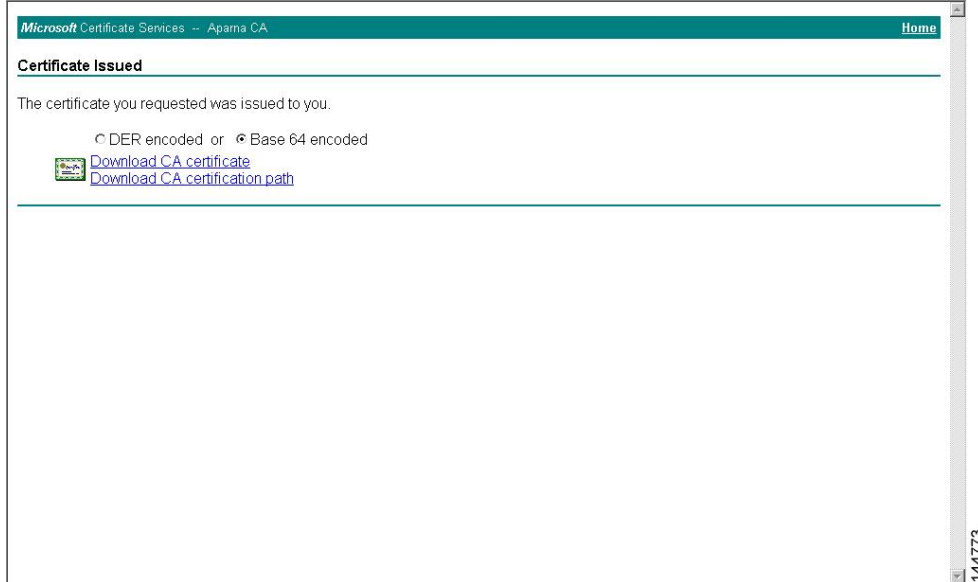 Microsoft Certificate Services -- Aparna CA Home
Certificate Issued
The certificate you requested was issued to you.
DER encoded or Base 64 encoded
Download CA certificate
Download CA certification path
144773